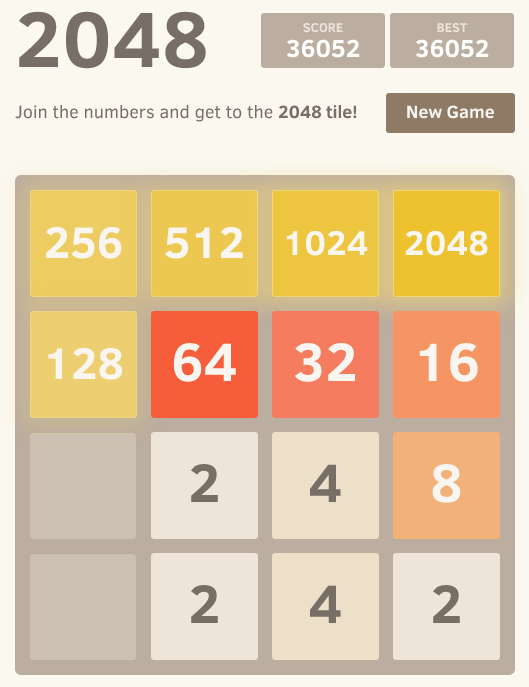 2048
SCORE BEST
36052 36052
Join the numbers and get to the 2048 tile!
New Game
256 512 1024 2048
128 64 32 16
2 4 8
2 4 2